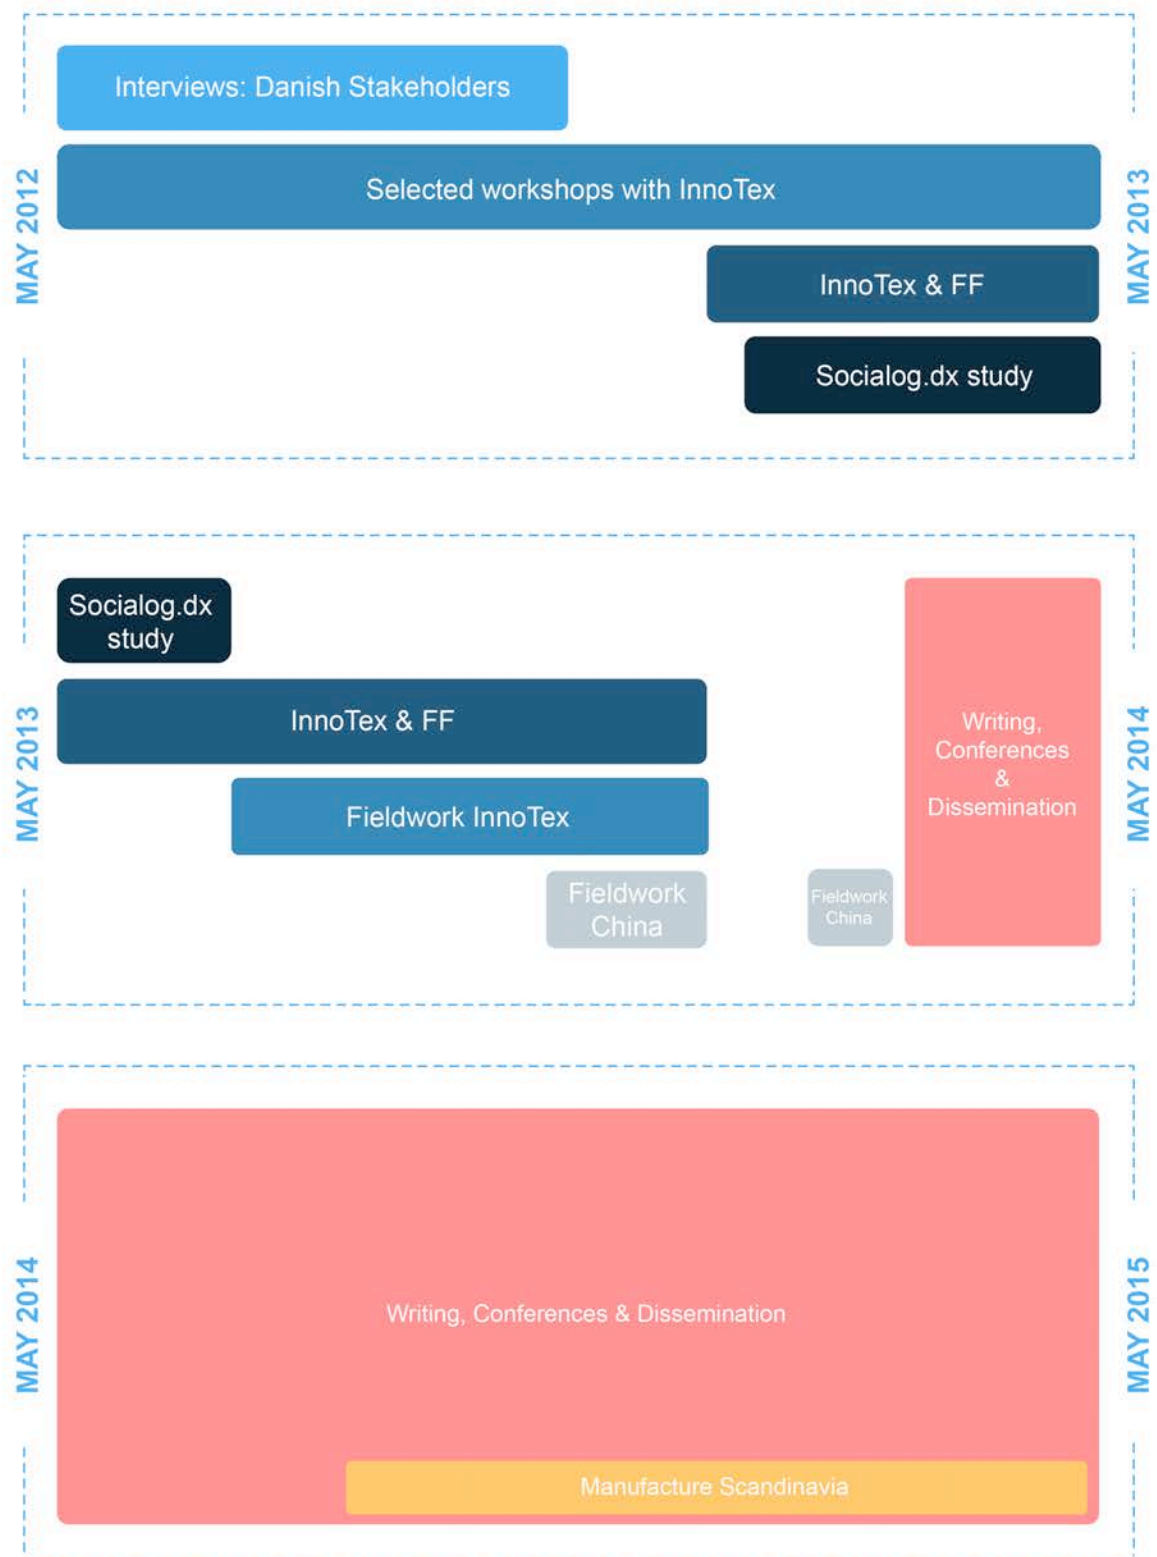 Interviews: Danish Stakeholders
MAY 2012
Selected workshops with InnoTex
MAY 2013
InnoTex & FF
Socialog.dx study
Socialog.dx
study
MAY 2013
InnoTex & FF
Writing,
Conferences
&
Dissemination
MAY 2014
Fieldwork InnoTex
Fieldwork
China
Fieldwork
China
MAY 2014
Writing, Conferences & Dissemination
MAY 2015
Manufacture Scandinavia